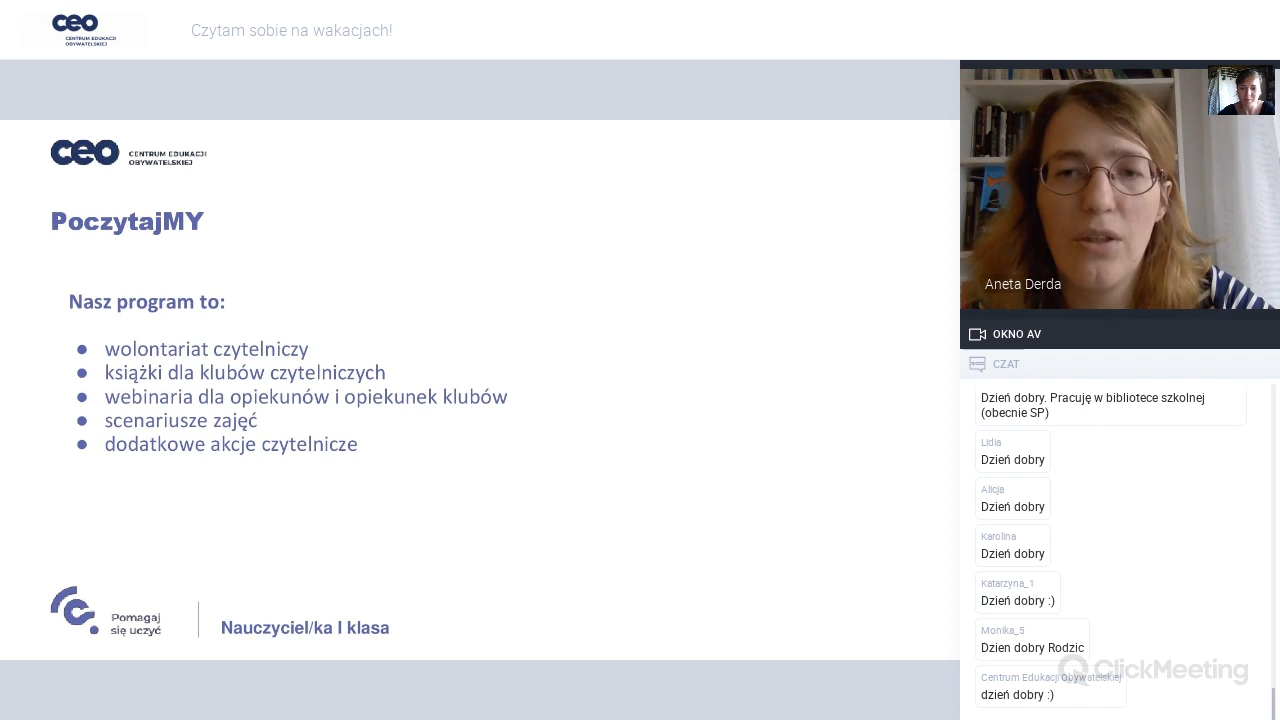 ceo
CENTRUM EDUKACJI
OBYWATELSKIEJ
Czytam sobie na wakacjach!
ceo
CENTRUM EDUKACJI
OBYWATELSKIEJ
PoczytajMY
Nasz program to:
● wolontariat czytelniczy
● książki dla klubów czytelniczych
● webinaria dla opiekunów i opiekunek klubów
● scenariusze zajęć
● dodatkowe akcje czytelnicze
Pomagaj
się uczyć
Nauczyciel/ka I klasa
Aneta Derda
OKNO AV
CZAT
Dzień dobry. Pracuję w bibliotece szkolnej
(obecnie SP)
Lidia
Dzień dobry
Alicja
Dzień dobry
Karolina
Dzień dobry
Katarzyna_1
Dzień dobry :)
Monika_5
Dzien dobry Rodzic
Centrum Edukacji Obywatelskiej
dzień dobry :)
ClickMeeting